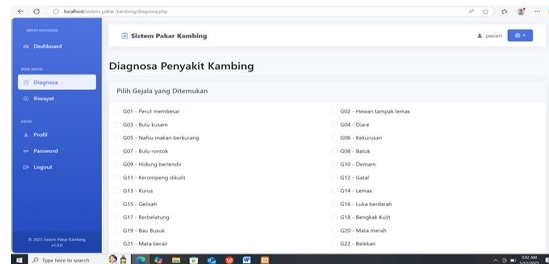 localhost/sistem_pakar_kambing/diagnosa.php
Sistem Pakar Kambing
pasien
Dashboard
Diagnosa
Riwayat
Profil
Password
Logout
© 2025 Sistem Pakar Kambing
v1.0.0
Diagnosa Penyakit Kambing
Pilih Gejala yang Ditemukan
G01 - Perut membesar
G02 - Hewan tampak lemas
G03 - Bulu kusam
G04 - Diare
G05 - Nafsu makan berkurang
G06 - Kekurusan
G07 - Bulu rontok
G08 - Batuk
G09 - Hidung berlendir
G10 - Demam
G11 - Keropeng dikulit
G12 - Gatal
G13 - Kurus
G14 - Lemas
G15 - Gelisah
G16 - Luka berdarah
G17 - Berbelatung
G18 - Bengkak Kulit
G19 - Bau Busuk
G20 - Mata merah
G21 - Mata berair
G22 - Belekan
Type here to search